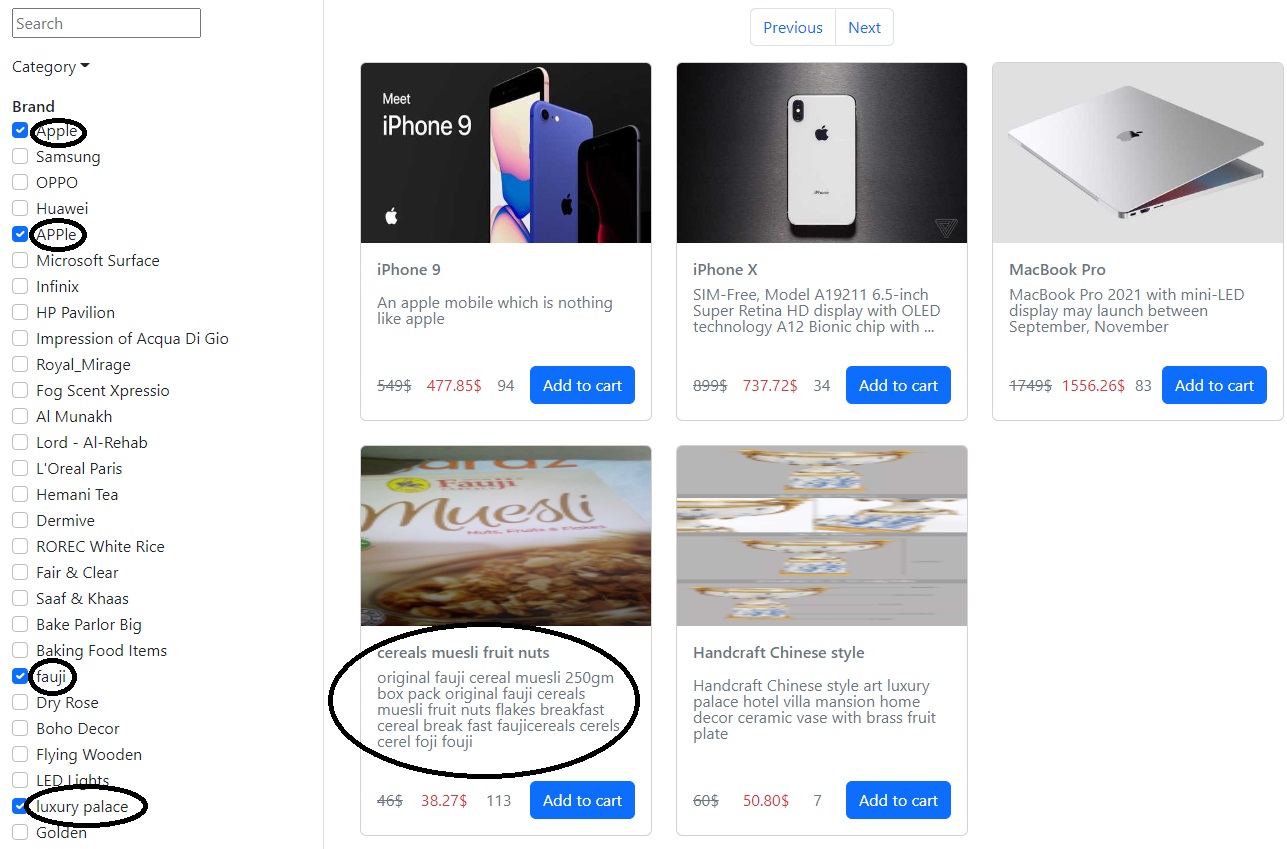 Search
Category
Brand
Apple
Samsung
OPPO
Huawei
APPle
Microsoft Surface
Infinix
HP Pavilion
Impression of Acqua Di Gio
Royal_Mirage
Fog Scent Xpressio
Al Munakh
Lord - Al-Rehab
L'Oreal Paris
Hemani Tea
Dermive
ROREC White Rice
Fair & Clear
Saaf & Khaas
Bake Parlor Big
Baking Food Items
fauji
Dry Rose
Boho Decor
Flying Wooden
LED Lights
luxury palace
Golden
Previous Next
Meet
iPhone 9
iPhone 9
An apple mobile which is nothing
like apple
549$ 477.85$ 94 Add to cart
iPhone
iPhone X
SIM-Free, Model A19211 6.5-inch
Super Retina HD display with OLED
technology A12 Bionic chip with ...
899$ 737.72$ 34 Add to cart
MacBook Pro
MacBook Pro 2021 with mini-LED
display may launch between
September, November
1749$ 1556.26$ 83 Add to cart
Fauji
Muesli
Nuts, Fruits & Flakes
cereals muesli fruit nuts
original fauji cereal muesli 250gm
box pack original fauji cereals
muesli fruit nuts flakes breakfast
cereal break fast faujicereals cerels
cerel foji fouji
46$ 38.27$ 113 Add to cart
Handcraft Chinese style
Handcraft Chinese style art luxury
palace hotel villa mansion home
decor ceramic vase with brass fruit
plate
60$ 50.80$ 7 Add to cart